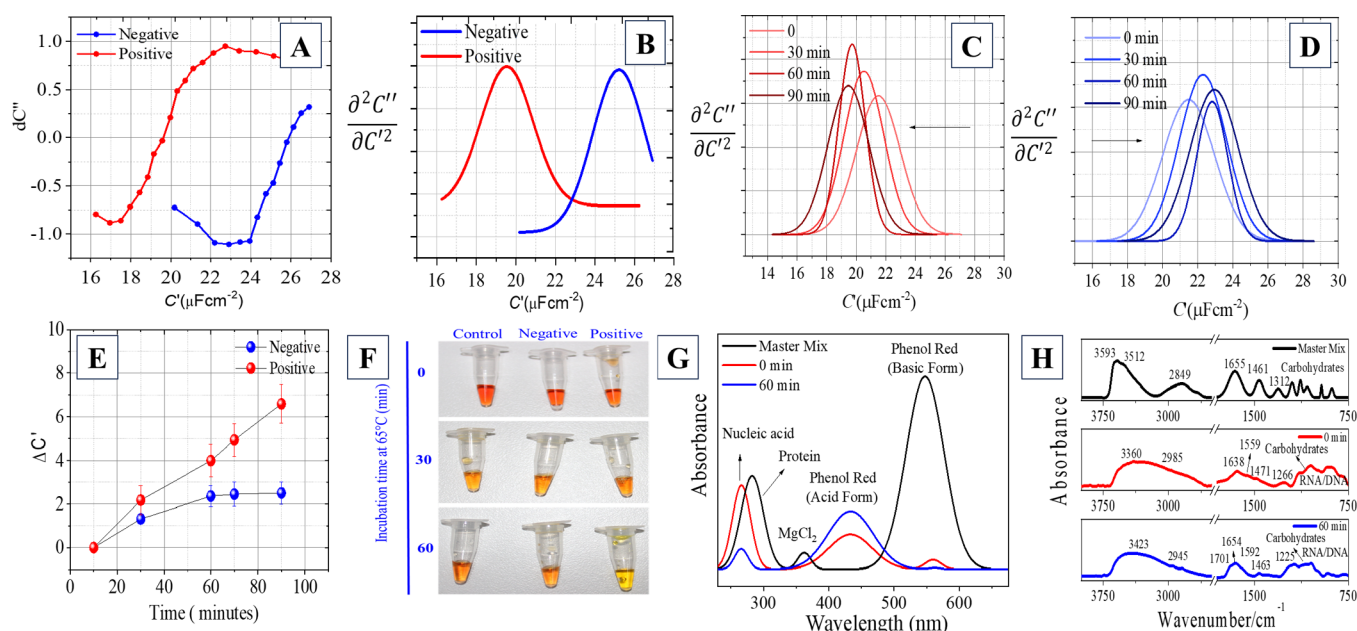 A
Negative
Positive
dC''
1.0
0.5
0.0
-0.5
-1.0
16 18 20 22 24 26 28
C'(μFcm-2)
B
Negative
Positive
∂²C''
∂C'²
16 20 24 28
C'(μFcm-2)
C
0
30 min
60 min
90 min
∂²C''
∂C'²
14 16 18 20 22 24 26 28 30
C'(μFcm-2)
D
0 min
30 min
60 min
90 min
∂²C''
∂C'²
16 18 20 22 24 26 28 30
C'(μFcm-2)
E
Negative
Positive
Δ C'
10
8
6
4
2
0
0 20 40 60 80 100
Time ( minutes)
F
Control Negative Positive
Incubation time at 65°C (min)
0
30
60
G
Master Mix
0 min
60 min
Phenol Red
(Basic Form)
Nucleic acid
Protein
Phenol Red
(Acid Form)
MgCl2
Absorbance
300 400 500 600
Wavelength (nm)
H
Absorbance
Master Mix
3593
3512
2849
1655
1461
1312
Carbohydrates
3750 3000 1500 750
0 min
3360
2985
1638
1559
1471
1266
Carbohydrates
RNA/DNA
3750 3000 1500 750
60 min
3423
2945
1701
1654
1592
1463
1225
Carbohydrates
RNA/DNA
3750 3000 1500 750
Wavenumber/cm-1